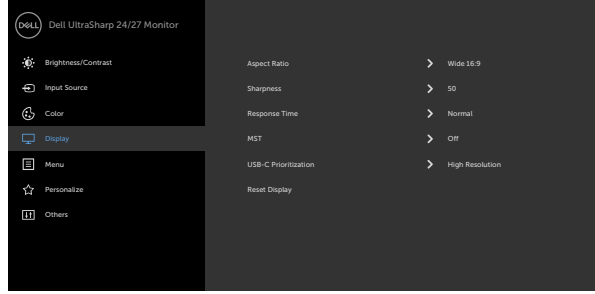 DELL Dell UltraSharp 24/27 Monitor
Brightness/Contrast
Input Source
Color
Display
Menu
Personalize
Others
Aspect Ratio Wide 16:9
Sharpness 50
Response Time Normal
MST Off
USB-C Prioritization High Resolution
Reset Display